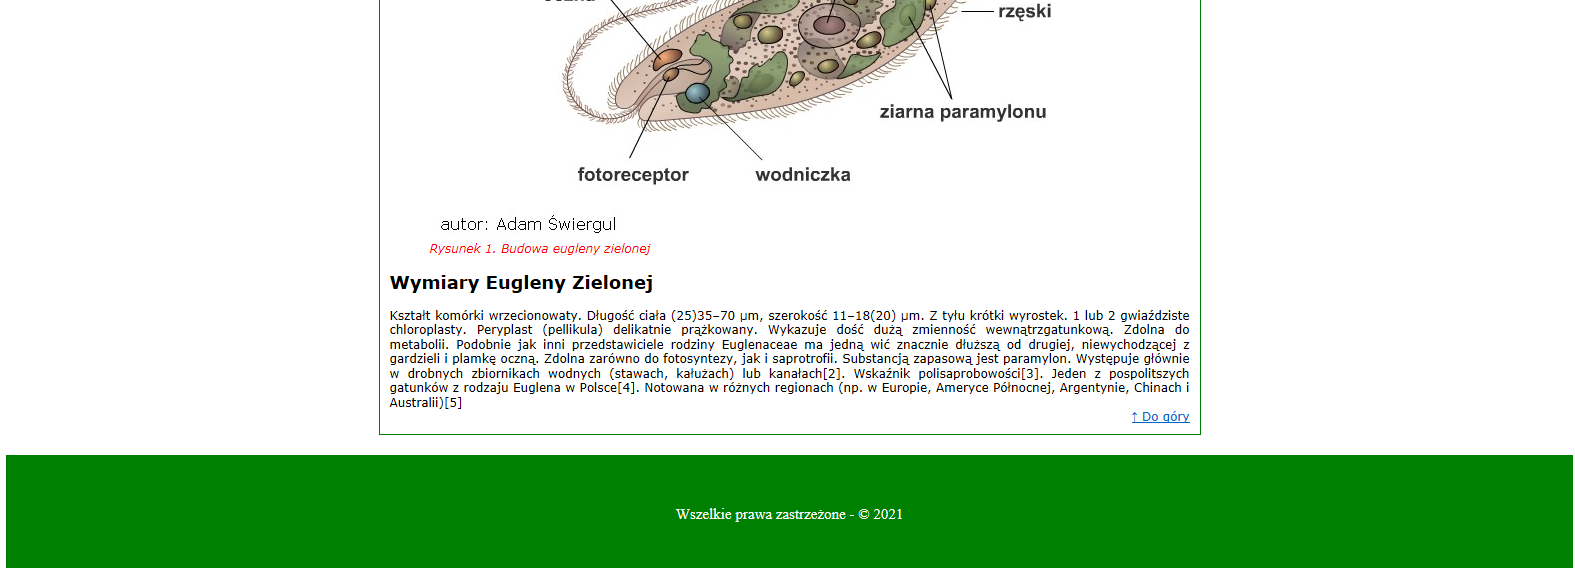 rzęski
ziarna paramylonu
fotoreceptor
wodniczka
autor: Adam Świergul
Rysunek 1. Budowa eugleny zielonej
Wymiary Eugleny Zielonej
Kształt komórki wrzecionowaty. Długość ciała (25)35–70 μm, szerokość 11–18(20) μm. Z tyłu krótki wyrostek. 1 lub 2 gwiaździste
chloroplasty. Peryplast (pellikula) delikatnie prążkowany. Wykazuje dość dużą zmienność wewnątrzgatunkową. Zdolna do
metabolii. Podobnie jak inni przedstawiciele rodziny Euglenaceae ma jedną wić znacznie dłuższą od drugiej, niewychodzącej z
gardzieli i plamkę oczną. Zdolna zarówno do fotosyntezy, jak i saprotrofii. Substancją zapasową jest paramylon. Występuje głównie
w drobnych zbiornikach wodnych (stawach, kałużach) lub kanałach[2]. Wskaźnik polisaprobowości[3]. Jeden z pospolitszych
gatunków z rodzaju Euglena w Polsce[4]. Notowana w różnych regionach (np. w Europie, Ameryce Północnej, Argentynie, Chinach i
Australii)[5]
↑ Do góry
Wszelkie prawa zastrzeżone - © 2021